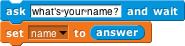 ask what's your name? and wait
set name to answer